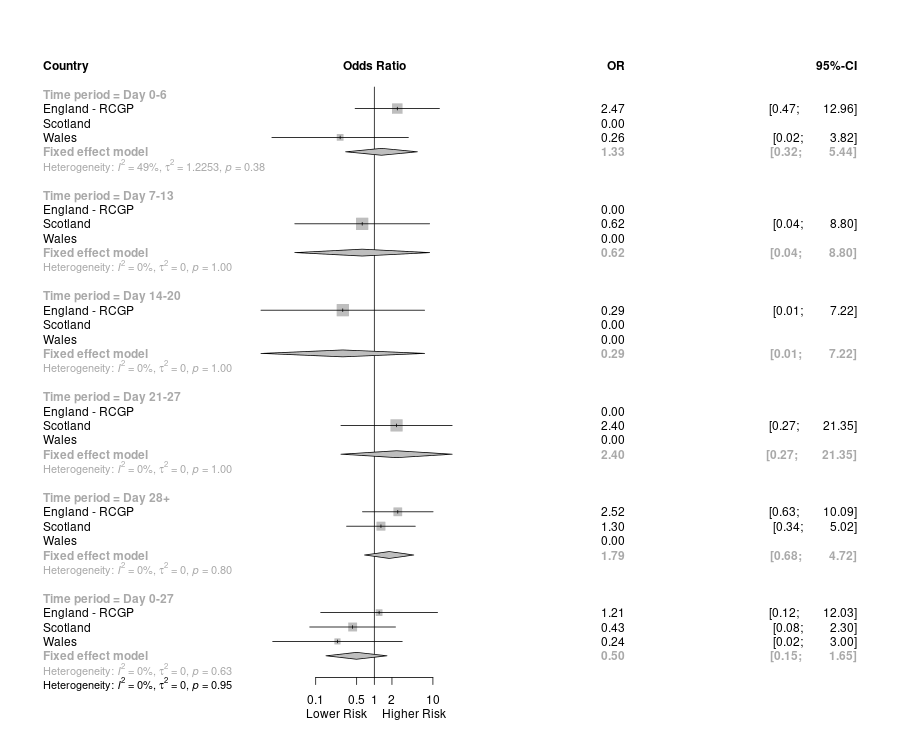 Country Odds Ratio OR 95%-CI
Time period = Day 0-6
England - RCGP 2.47 [0.47; 12.96]
Scotland 0.00
Wales 0.26 [0.02; 3.82]
Fixed effect model 1.33 [0.32; 5.44]
Heterogeneity: I² = 49%, τ² = 1.2253, p = 0.38
Time period = Day 7-13
England - RCGP 0.00
Scotland 0.62 [0.04; 8.80]
Wales 0.00
Fixed effect model 0.62 [0.04; 8.80]
Heterogeneity: I² = 0%, τ² = 0, p = 1.00
Time period = Day 14-20
England - RCGP 0.29 [0.01; 7.22]
Scotland 0.00
Wales 0.00
Fixed effect model 0.29 [0.01; 7.22]
Heterogeneity: I² = 0%, τ² = 0, p = 1.00
Time period = Day 21-27
England - RCGP 0.00
Scotland 2.40 [0.27; 21.35]
Wales 0.00
Fixed effect model 2.40 [0.27; 21.35]
Heterogeneity: I² = 0%, τ² = 0, p = 1.00
Time period = Day 28+
England - RCGP 2.52 [0.63; 10.09]
Scotland 1.30 [0.34; 5.02]
Wales 0.00
Fixed effect model 1.79 [0.68; 4.72]
Heterogeneity: I² = 0%, τ² = 0, p = 0.80
Time period = Day 0-27
England - RCGP 1.21 [0.12; 12.03]
Scotland 0.43 [0.08; 2.30]
Wales 0.24 [0.02; 3.00]
Fixed effect model 0.50 [0.15; 1.65]
Heterogeneity: I² = 0%, τ² = 0, p = 0.63
Heterogeneity: I² = 0%, τ² = 0, p = 0.95
0.1 0.5 1 2 10
Lower Risk Higher Risk